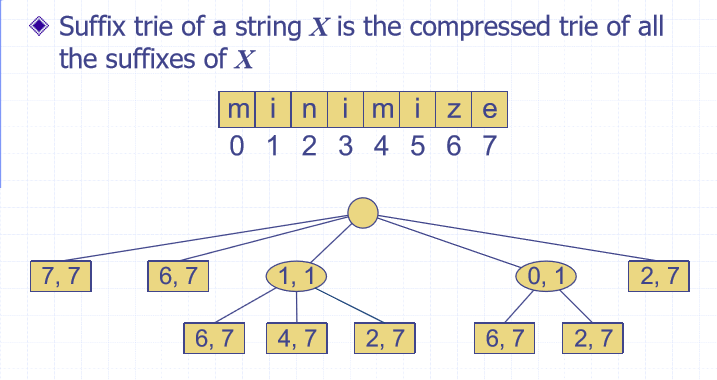 Suffix trie of a string X is the compressed trie of all
the suffixes of X
m i n i m i z e
0 1 2 3 4 5 6 7
7, 7 6, 7 1, 1 0, 1 2, 7
6, 7 4, 7 2, 7 6, 7 2, 7